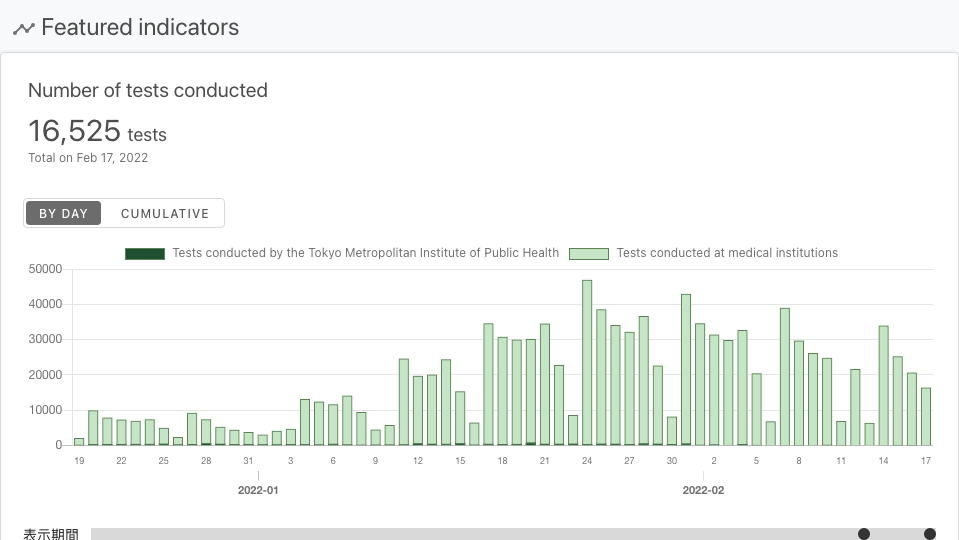 Featured indicators
Number of tests conducted
16,525 tests
Total on Feb 17, 2022
BY DAY CUMULATIVE
Tests conducted by the Tokyo Metropolitan Institute of Public Health Tests conducted at medical institutions
50000
40000
30000
20000
10000
0
19 22 25 28 31 3 6 9 12 15 18 21 24 27 30 2 5 8 11 14 17
2022-01 2022-02
表示期間